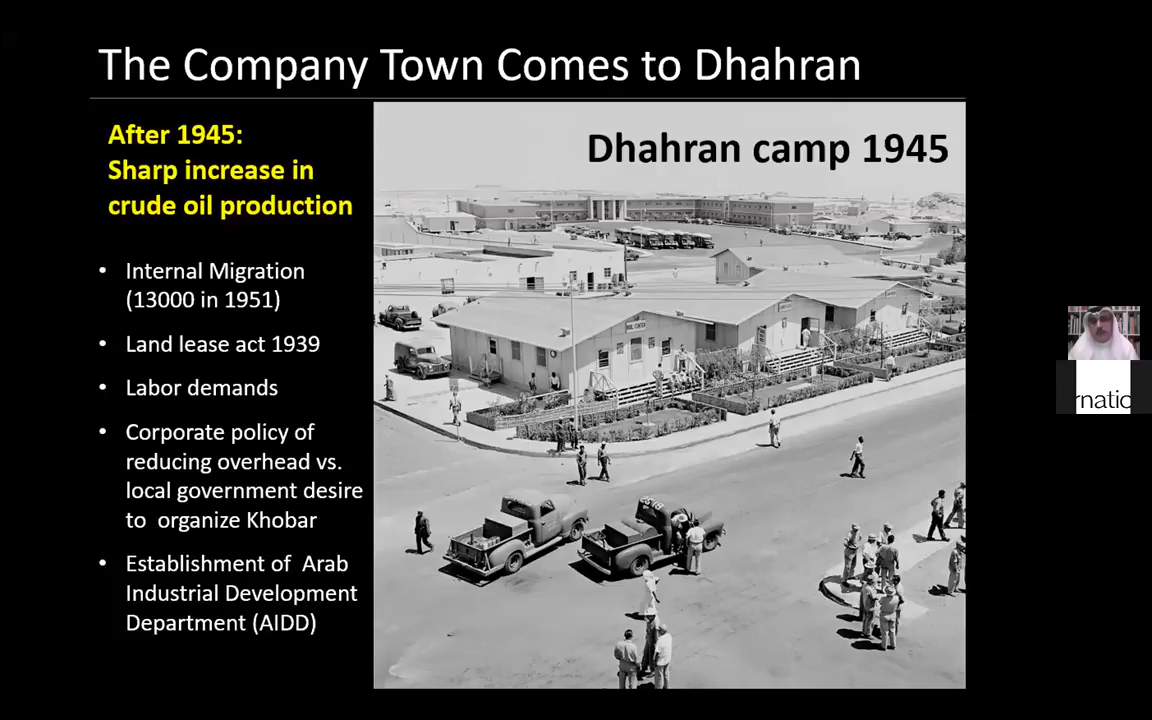 The Company Town Comes to Dhahran
After 1945:
Sharp increase in
crude oil production
• Internal Migration
(13000 in 1951)
• Land lease act 1939
• Labor demands
• Corporate policy of
reducing overhead vs.
local government desire
to organize Khobar
• Establishment of Arab
Industrial Development
Department (AIDD)
Dhahran camp 1945
rnatio